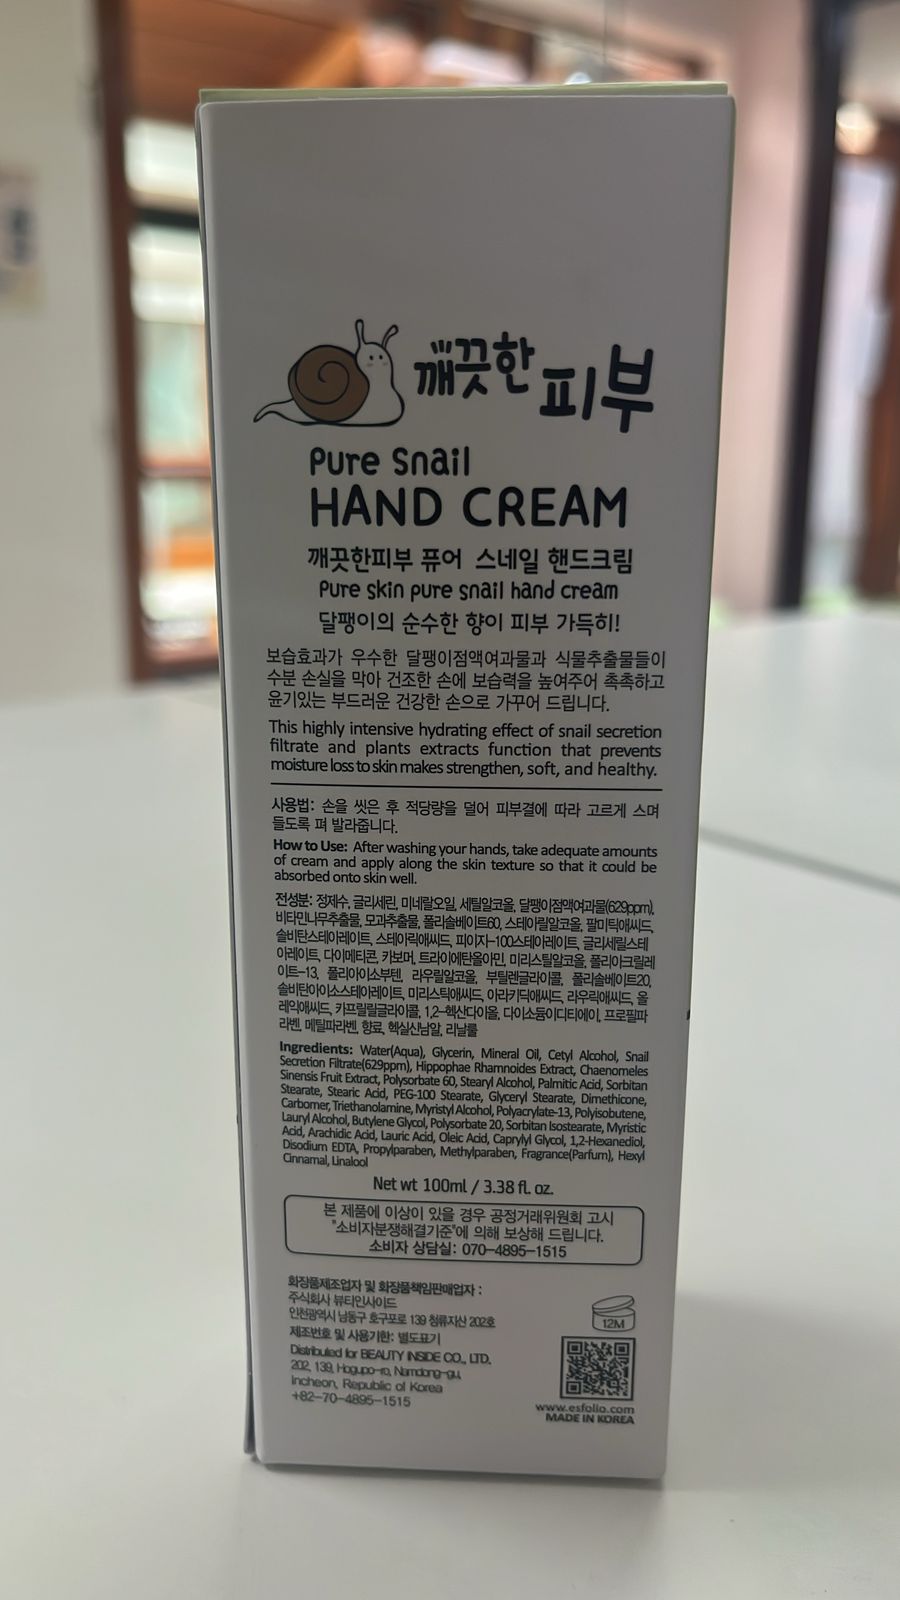 깨끗한 피부
Pure Snail
HAND CREAM
깨끗한피부 퓨어 스네일 핸드크림
Pure skin pure snail hand cream
달팽이의 순수한 향이 피부 가득히!
보습효과가 우수한 달팽이점액여과물과 식물추출물들이
수분 손실을 막아 건조한 손에 보습력을 높여주어 촉촉하고
윤기있는 부드러운 건강한 손으로 가꾸어 드립니다.
This highly intensive hydrating effect of snail secretion
filtrate and plants extracts function that prevents
moisture loss to skin makes strengthen, soft, and healthy.
사용법: 손을 씻은 후 적당량을 덜어 피부결에 따라 고르게 스며
들도록 펴 발라줍니다.
How to Use: After washing your hands, take adequate amounts
of cream and apply along the skin texture so that it could be
absorbed onto skin well.
전성분: 정제수, 글리세린, 미네랄오일, 세틸알코올, 달팽이점액여과물(629ppm),
비타민나무추출물, 모과추출물, 폴리솔베이트60, 스테아릴알코올, 팔미틱애씨드,
솔비탄스테아레이트, 스테아릭애씨드, 피이지-100스테아레이트, 글리세릴스테
아레이트, 다이메티콘, 카보머, 트라이에탄올아민, 미리스틸알코올, 폴리아크릴레
이트-13, 폴리아이소부텐, 라우릴알코올, 부틸렌글라이콜, 폴리솔베이트20,
솔비탄아이소스테아레이트, 미리스틱애씨드, 아라키딕애씨드, 라우릭애씨드, 올
레익애씨드, 카프릴릴글라이콜, 1,2-헥산다이올, 다이소듐이디티에이, 프로필파
라벤, 메틸파라벤, 향료, 헥실신남알, 리날룰
Ingredients: Water(Aqua), Glycerin, Mineral Oil, Cetyl Alcohol, Snail
Secretion Filtrate(629ppm), Hippophae Rhamnoides Extract, Chaenomeles
Sinensis Fruit Extract, Polysorbate 60, Stearyl Alcohol, Palmitic Acid, Sorbitan
Stearate, Stearic Acid, PEG-100 Stearate, Glyceryl Stearate, Dimethicone,
Carbomer, Triethanolamine, Myristyl Alcohol, Polyacrylate-13, Polyisobutene,
Lauryl Alcohol, Butylene Glycol, Polysorbate 20, Sorbitan Isostearate, Myristic
Acid, Arachidic Acid, Lauric Acid, Oleic Acid, Caprylyl Glycol, 1,2-Hexanediol,
Disodium EDTA, Propylparaben, Methylparaben, Fragrance(Parfum), Hexyl
Cinnamal, Linalool
Net wt 100ml / 3.38 fl. oz.
본 제품에 이상이 있을 경우 공정거래위원회 고시
"소비자분쟁해결기준"에 의해 보상해 드립니다.
소비자 상담실: 070-4895-1515
화장품제조업자 및 화장품책임판매업자 :
주식회사 뷰티인사이드
인천광역시 남동구 호구포로 139 청류지산 202호
제조번호 및 사용기한: 별도표기
Distributed for BEAUTY INSIDE CO., LTD.
202, 139, Hogupo-ro, Namdong-gu,
Incheon, Republic of Korea
+82-70-4895-1515
12M
www.esfolio.com
MADE IN KOREA